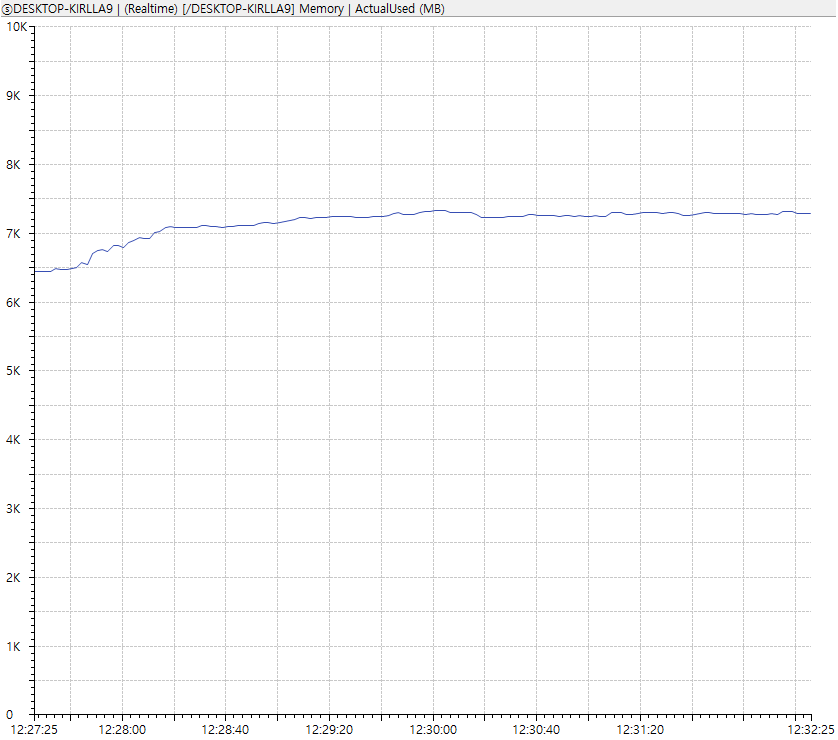 ⓢDESKTOP-KIRLLA9 | (Realtime) [/DESKTOP-KIRLLA9] Memory | ActualUsed (MB)
10K
9K
8K
7K
6K
5K
4K
3K
2K
1K
0
12:27:25 12:28:00 12:28:40 12:29:20 12:30:00 12:30:40 12:31:20 12:32:25